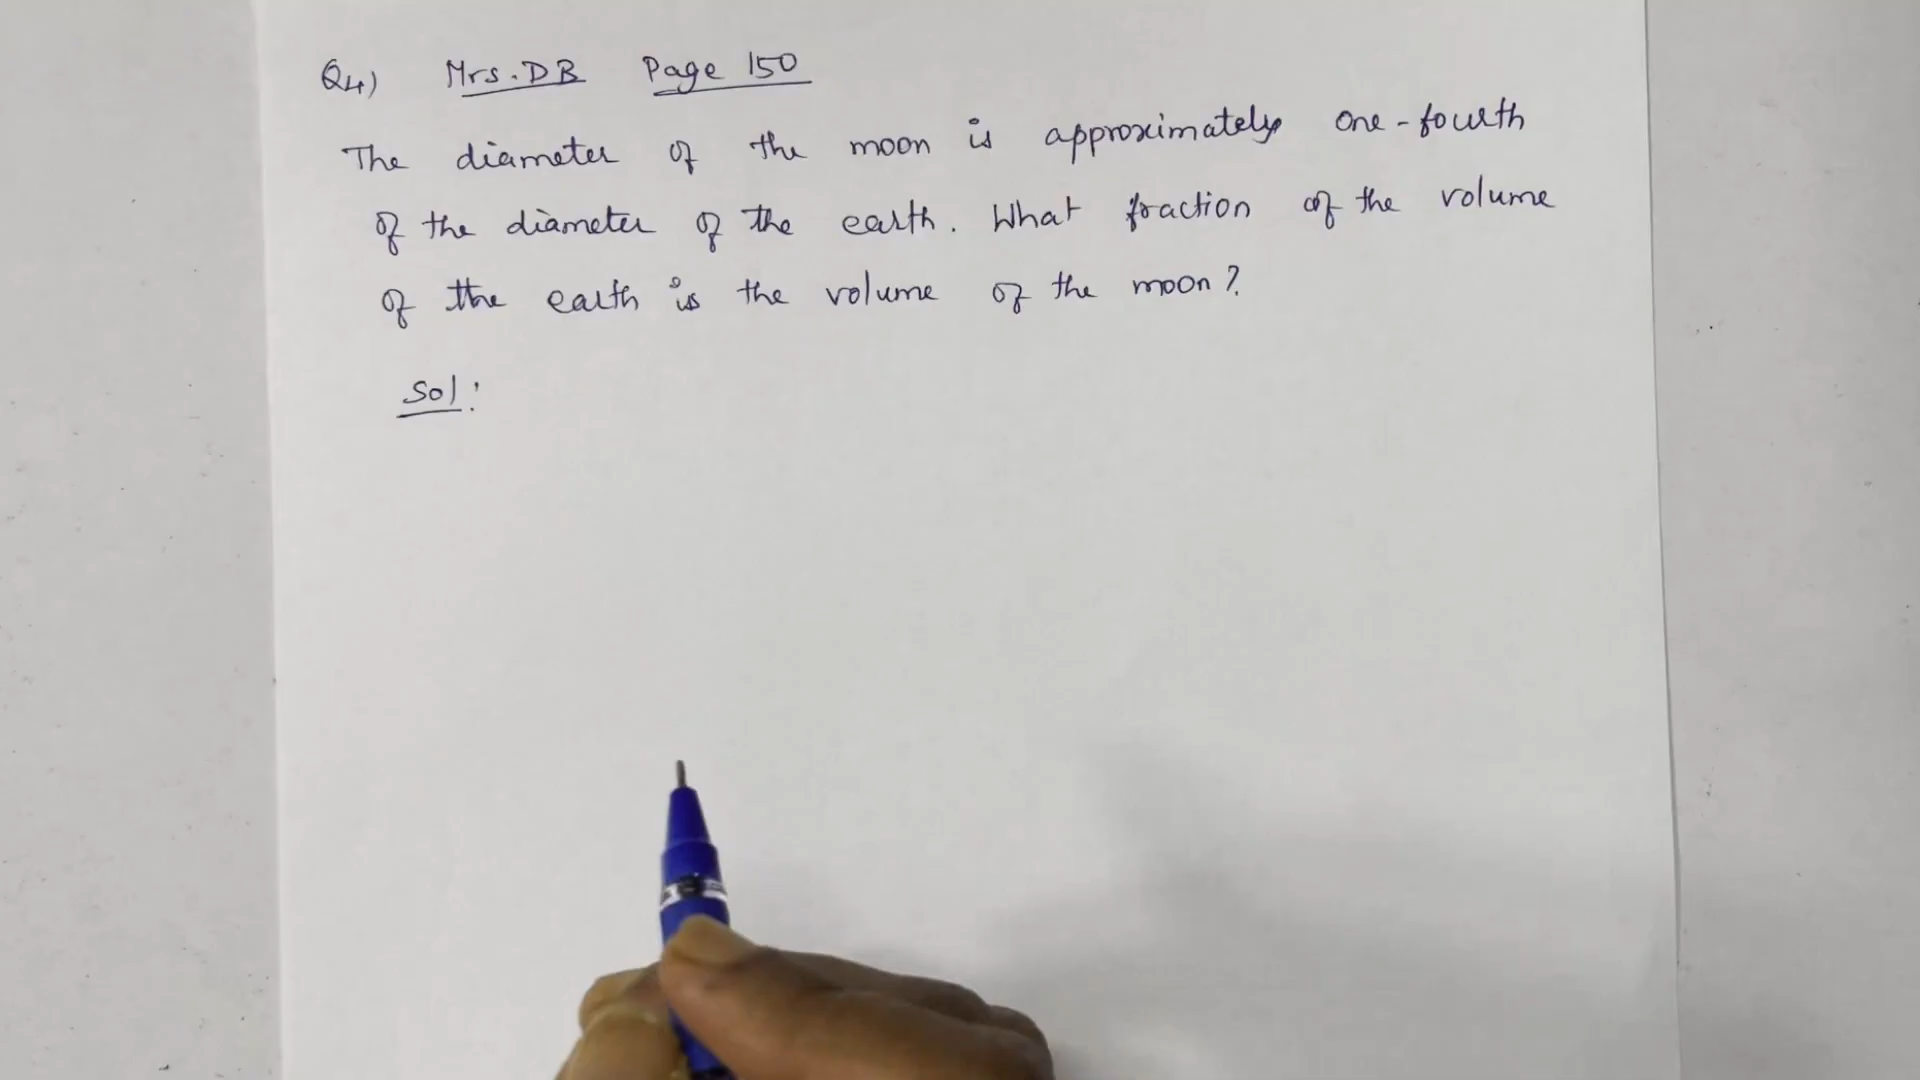 Q4) Mrs. DB Page 150
The diameter of the moon is approximately one-fourth
of the diameter of the earth. What fraction of the volume
of the earth is the volume of the moon?
Sol: